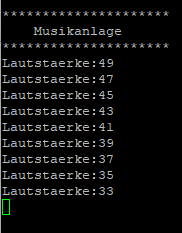 *********************
Musikanlage
*********************
Lautstaerke:49
Lautstaerke:47
Lautstaerke:45
Lautstaerke:43
Lautstaerke:41
Lautstaerke:39
Lautstaerke:37
Lautstaerke:35
Lautstaerke:33